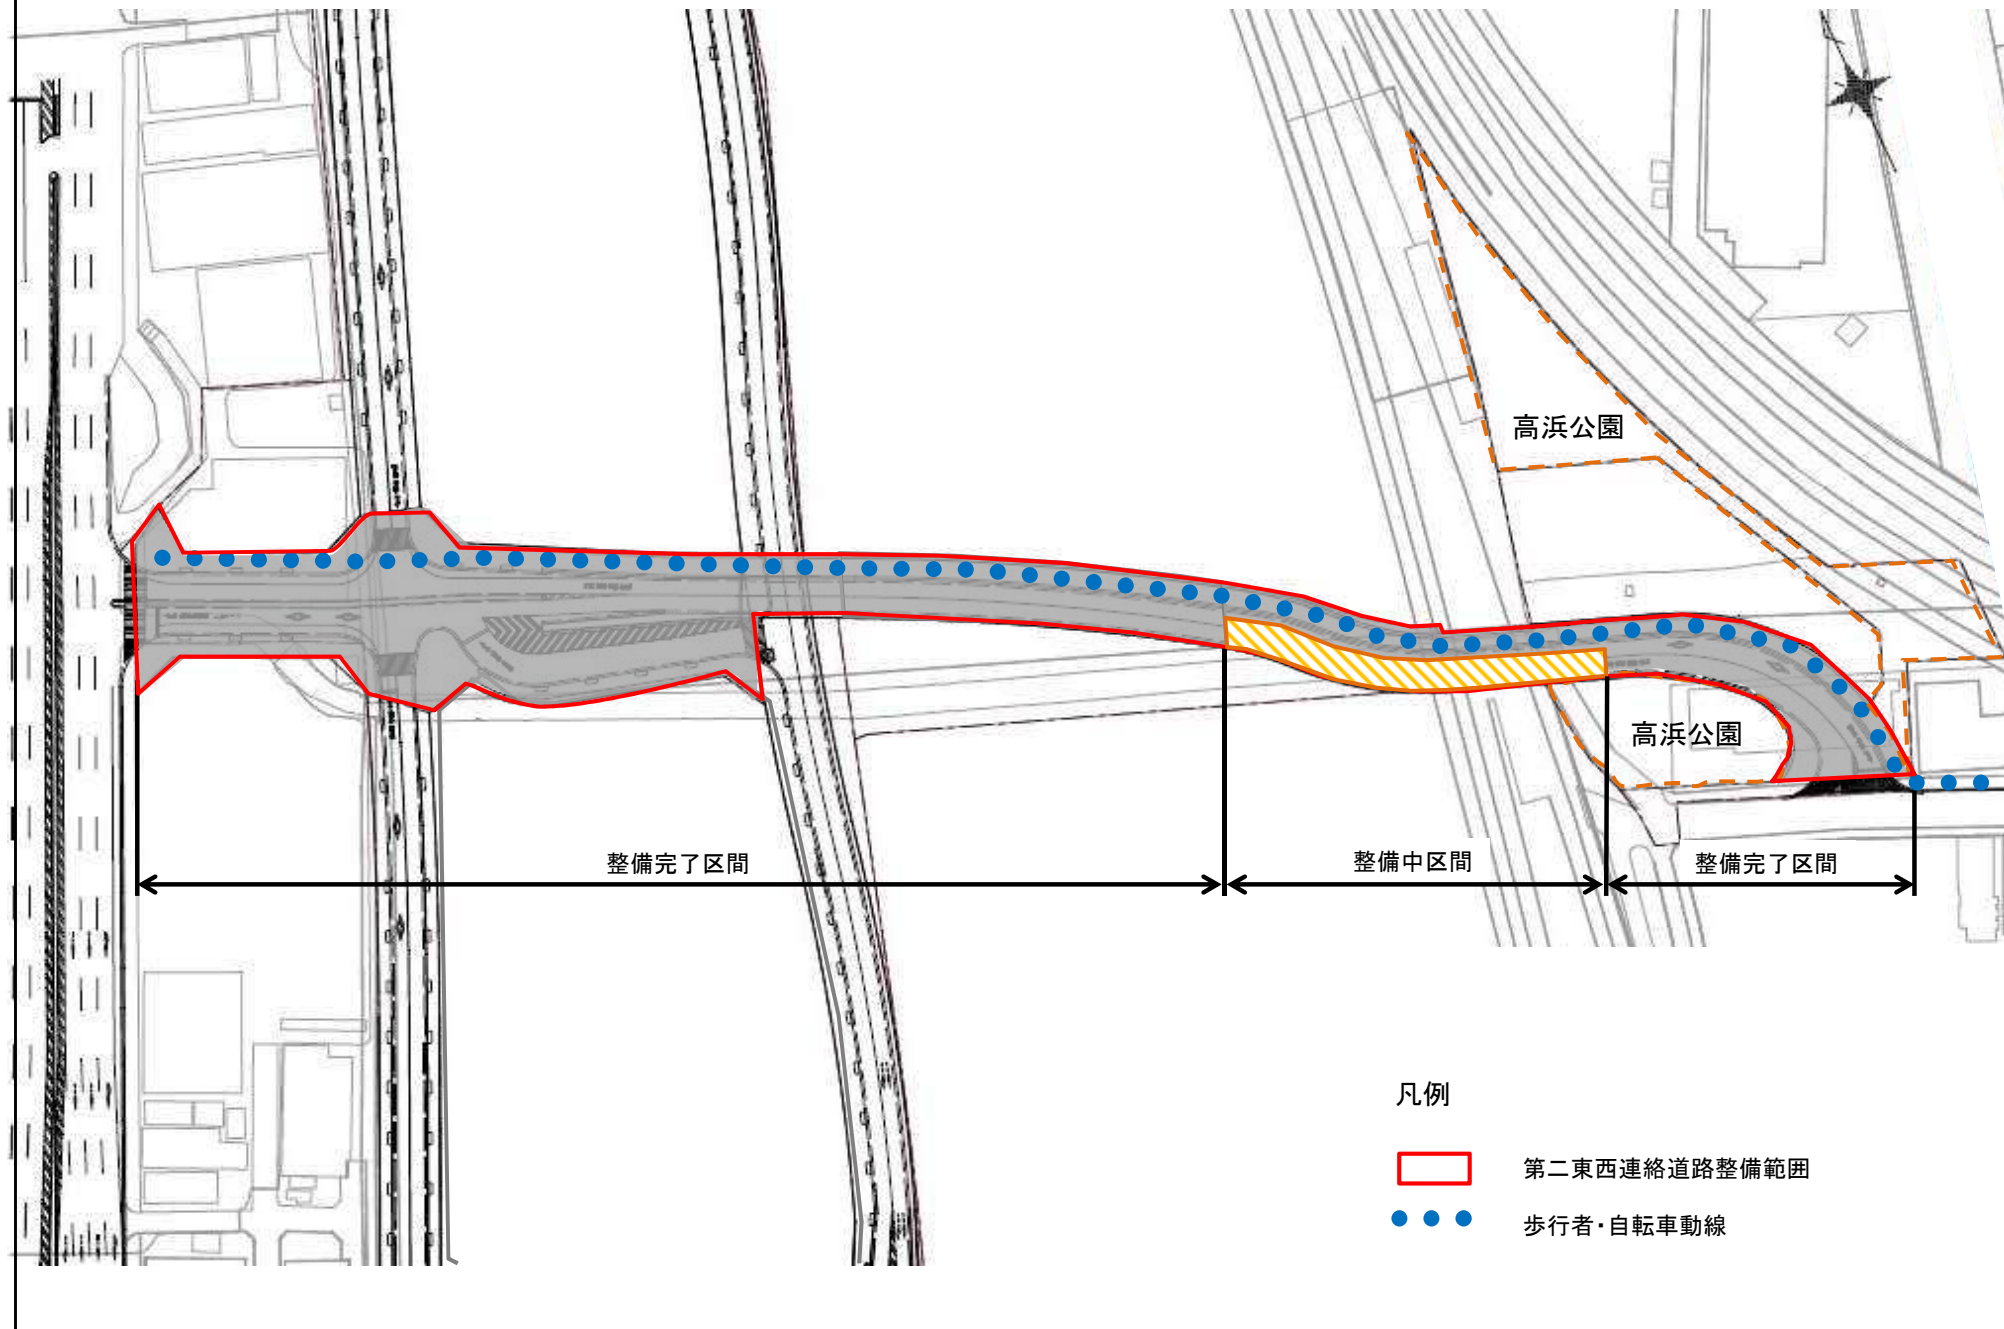 高浜公園
高浜公園
整備完了区間
整備中区間
整備完了区間
凡例
第二東西連絡道路整備範囲
歩行者・自転車動線